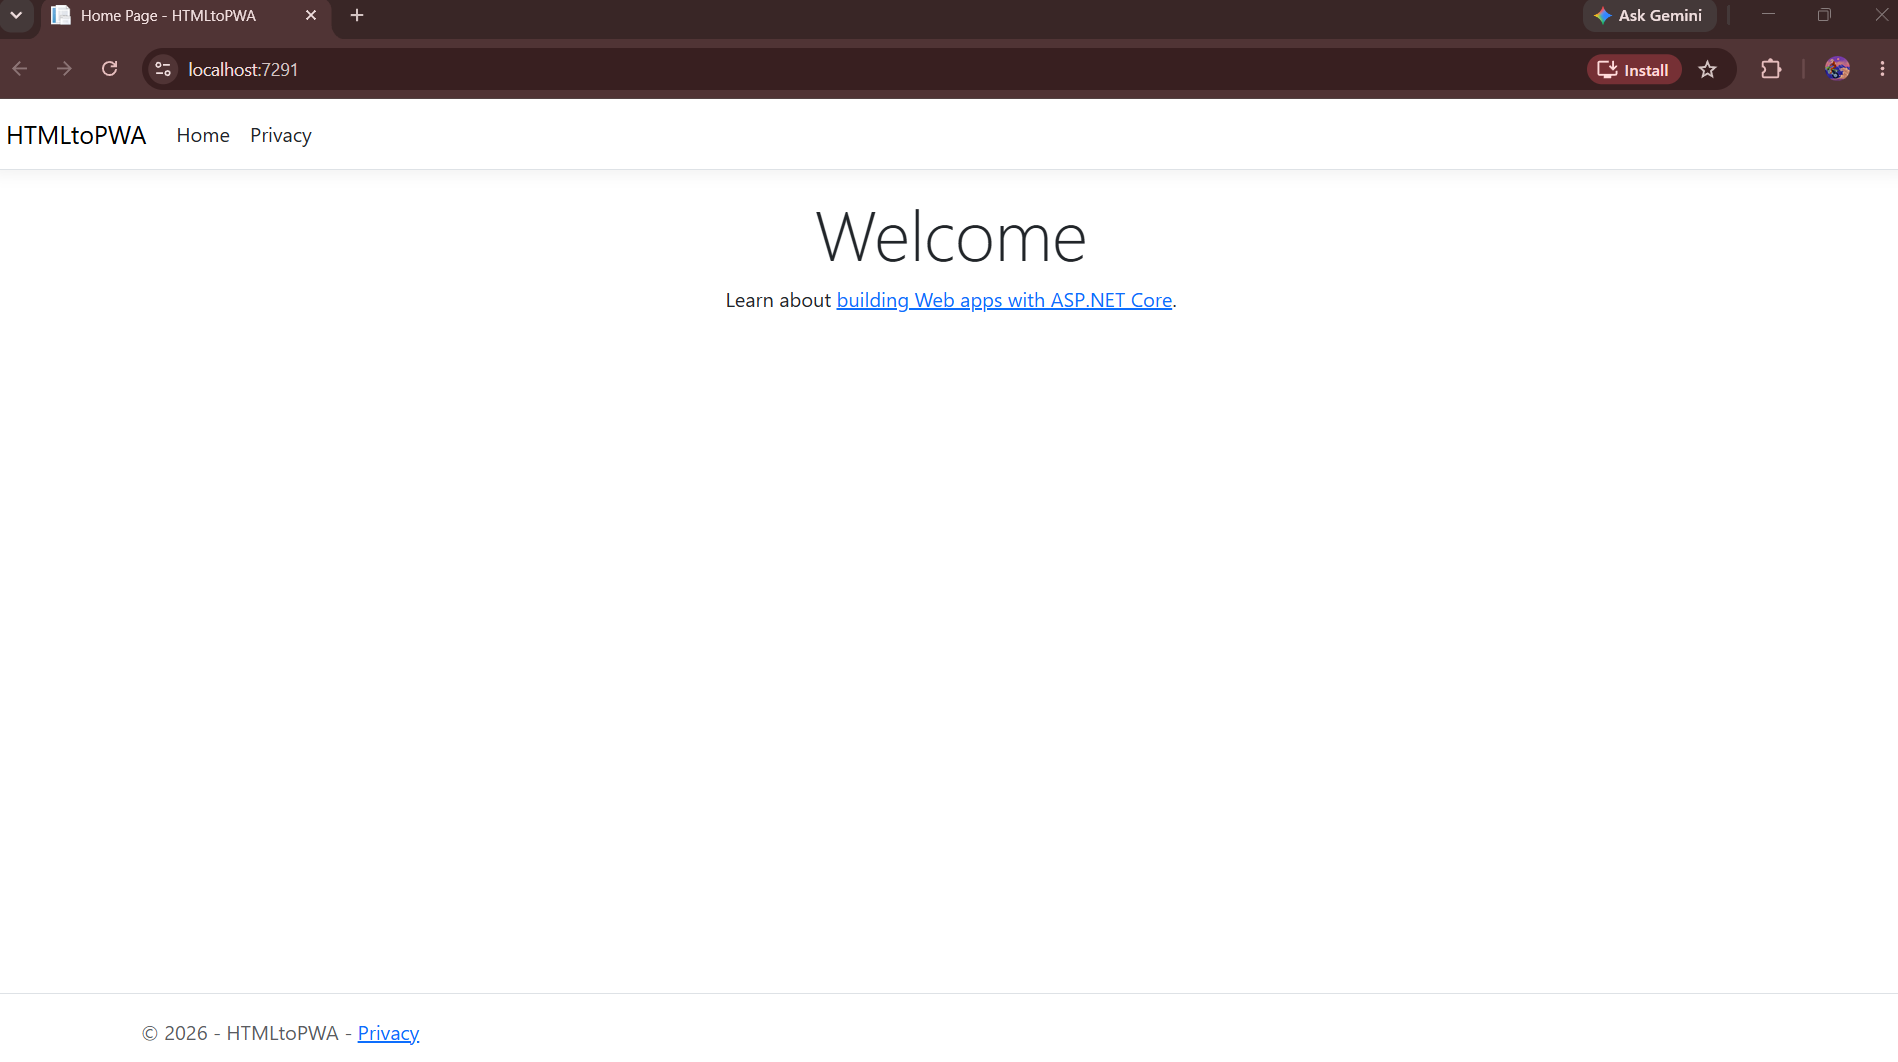 Home Page - HTMLtoPWA
Ask Gemini
localhost:7291
Install
HTMLtoPWA Home Privacy
Welcome
Learn about building Web apps with ASP.NET Core.
© 2026 - HTMLtoPWA - Privacy